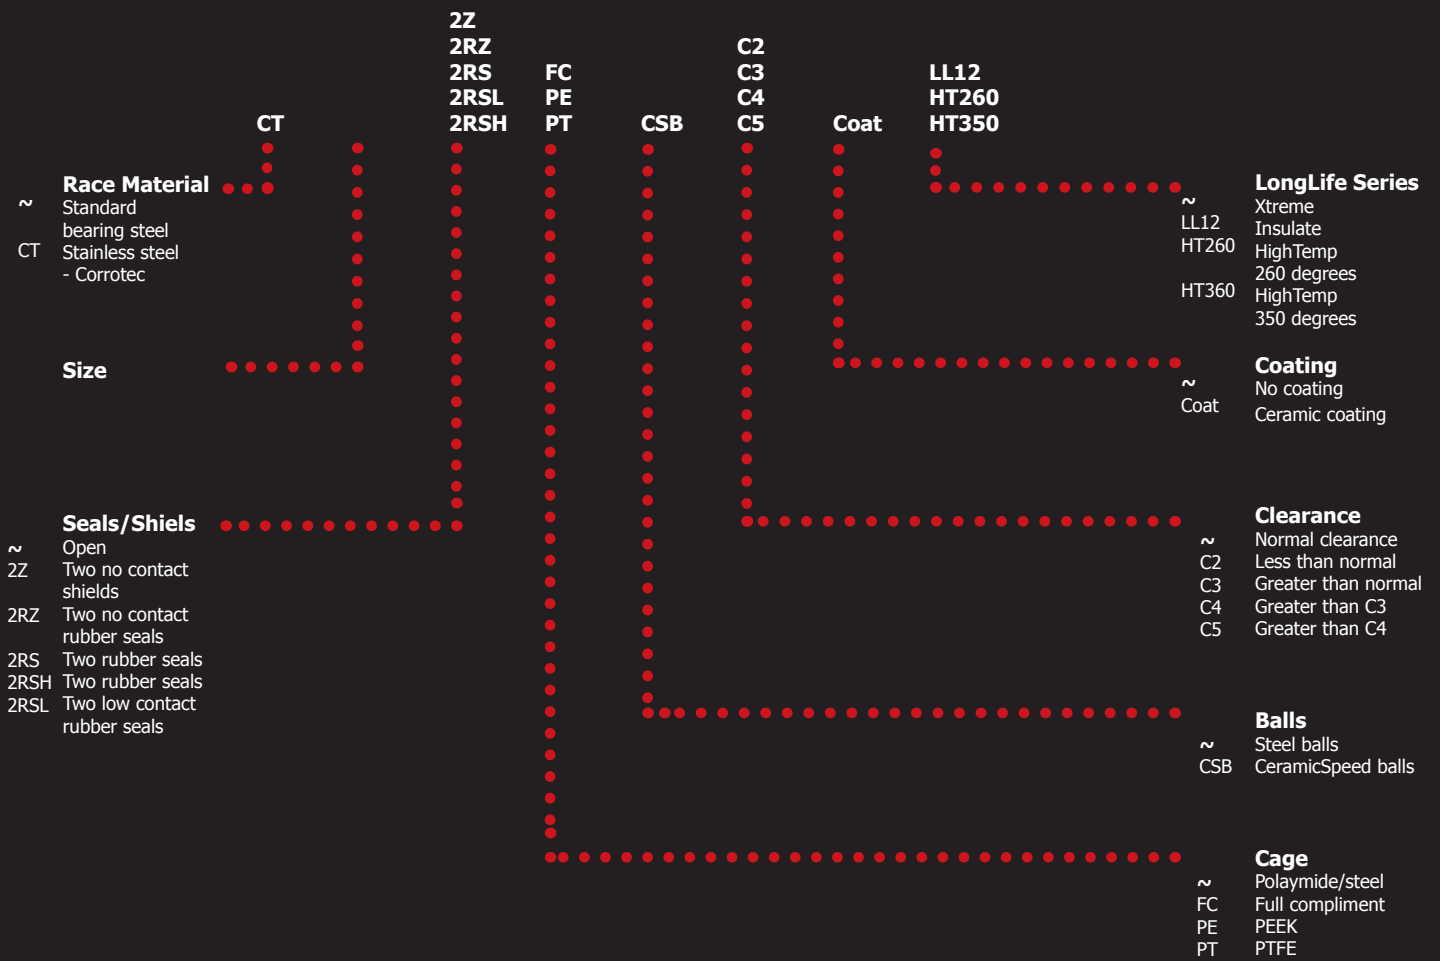 2Z
2RZ C2
2RS FC C3 LL12
2RSL PE C4 HT260
CT 2RSH PT CSB C5 Coat HT350
Race Material
~ Standard
bearing steel
CT Stainless steel
- Corrotec
Size
Seals/Shiels
~ Open
2Z Two no contact
shields
2RZ Two no contact
rubber seals
2RS Two rubber seals
2RSH Two rubber seals
2RSL Two low contact
rubber seals
LongLife Series
~ Xtreme
LL12 Insulate
HT260 HighTemp
260 degrees
HT360 HighTemp
350 degrees
Coating
~ No coating
Coat Ceramic coating
Clearance
~ Normal clearance
C2 Less than normal
C3 Greater than normal
C4 Greater than C3
C5 Greater than C4
Balls
~ Steel balls
CSB CeramicSpeed balls
Cage
~ Polaymide/steel
FC Full compliment
PE PEEK
PT PTFE